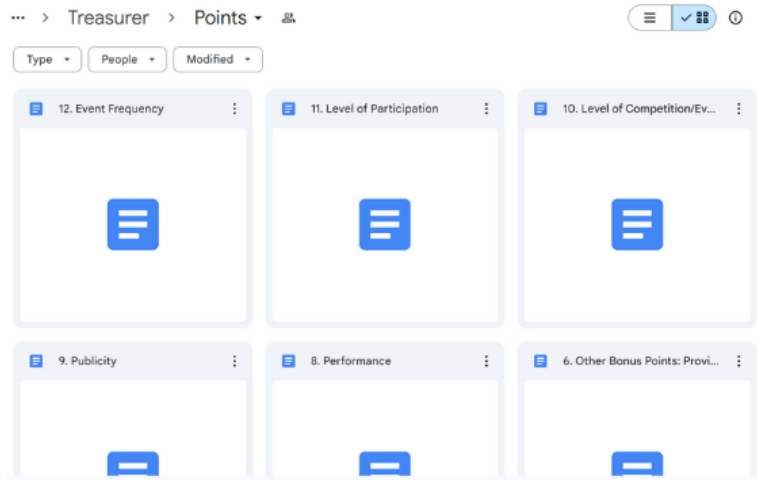 ... > Treasurer > Points
Type People Modified
12. Event Frequency
11. Level of Participation
10. Level of Competition/Ev...
9. Publicity
8. Performance
6. Other Bonus Points: Provi...